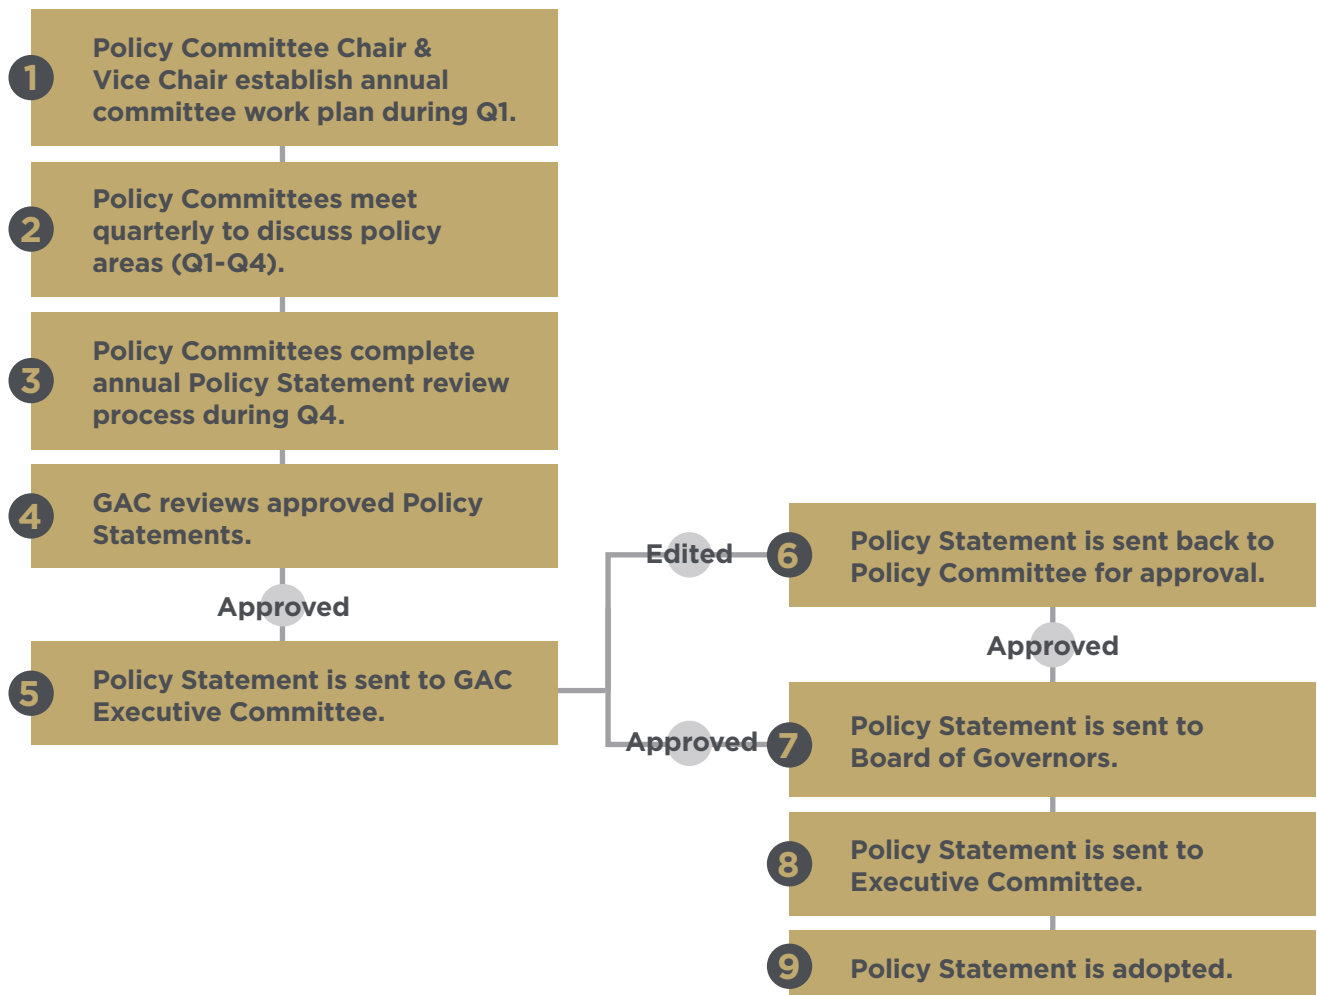 1
Policy Committee Chair &
Vice Chair establish annual
committee work plan during Q1.
2
Policy Committees meet
quarterly to discuss policy
areas (Q1-Q4).
3
Policy Committees complete
annual Policy Statement review
process during Q4.
4
GAC reviews approved Policy
Statements.
Approved
5
Policy Statement is sent to GAC
Executive Committee.
Edited
6
Policy Statement is sent back to
Policy Committee for approval.
Approved
Approved
7
Policy Statement is sent to
Board of Governors.
8
Policy Statement is sent to
Executive Committee.
9
Policy Statement is adopted.